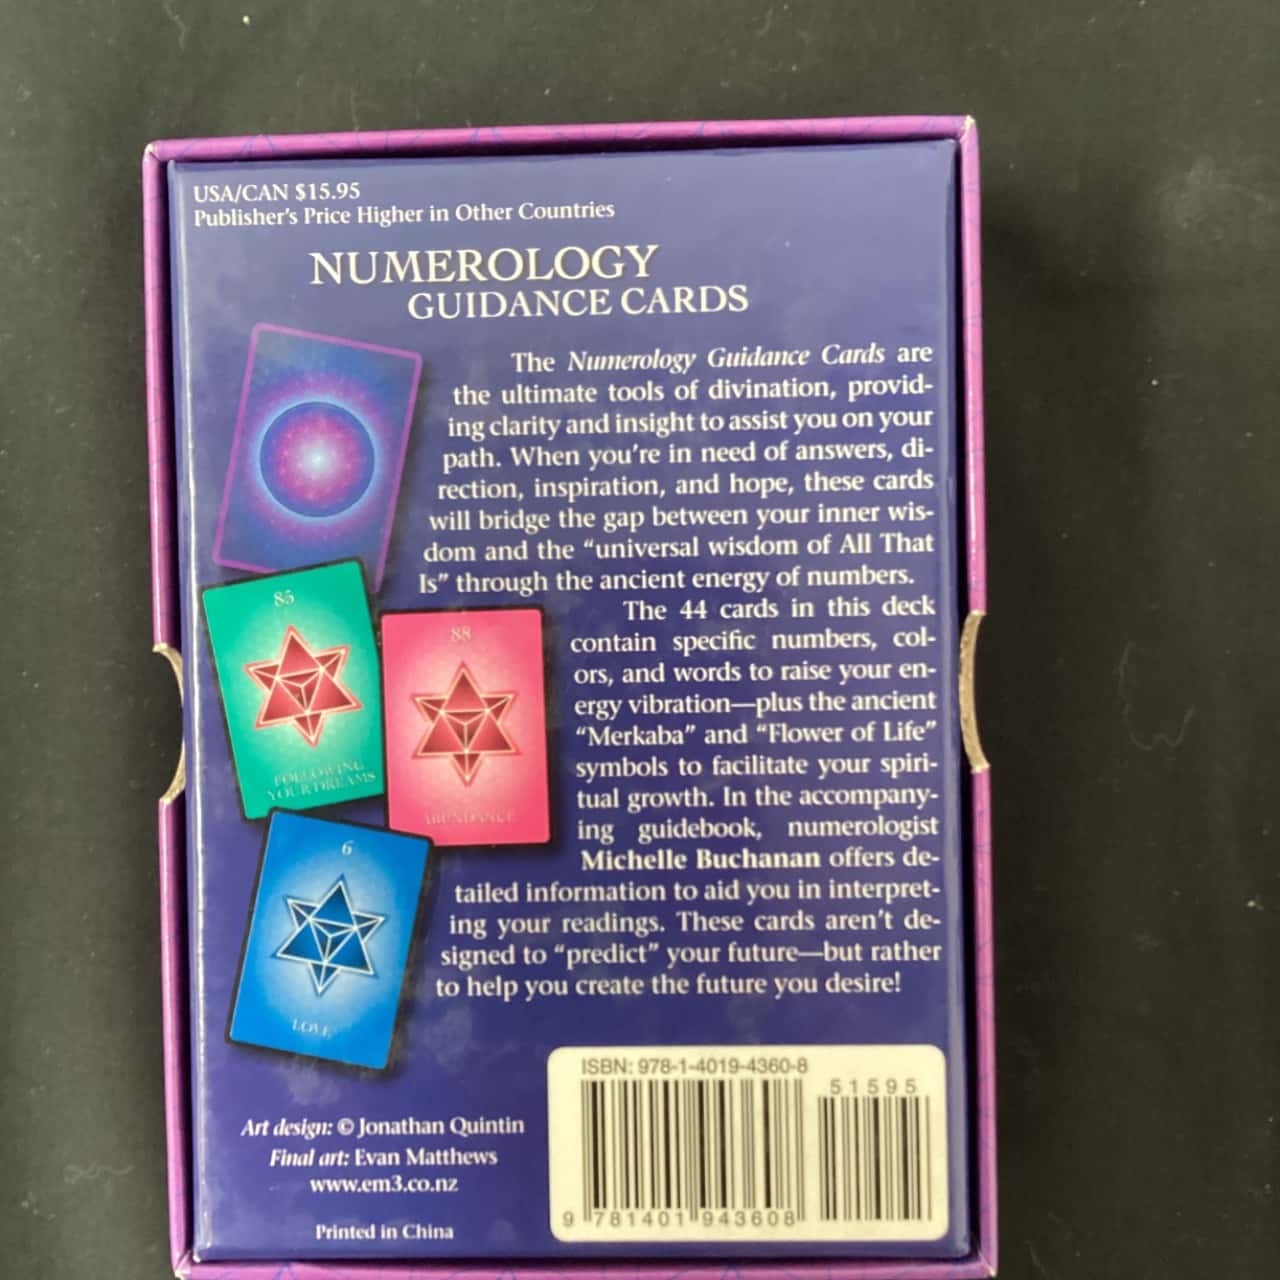 USA/CAN $15.95
Publisher's Price Higher in Other Countries
NUMEROLOGY
GUIDANCE CARDS
The Numerology Guidance Cards are
the ultimate tools of divination, provid-
ing clarity and insight to assist you on your
path. When you're in need of answers, di-
rection, inspiration, and hope, these cards
will bridge the gap between your inner wis-
dom and the “universal wisdom of All That
Is” through the ancient energy of numbers.
The 44 cards in this deck
contain specific numbers, col-
ors, and words to raise your en-
ergy vibration—plus the ancient
“Merkaba” and “Flower of Life”
symbols to facilitate your spiri-
tual growth. In the accompany-
ing guidebook, numerologist
Michelle Buchanan offers de-
tailed information to aid you in interpret-
ing your readings. These cards aren't de-
signed to “predict” your future—but rather
to help you create the future you desire!
85
FOLLOWING
YOUR DREAMS
88
ABUNDANCE
6
LOVE
Art design: © Jonathan Quintin
Final art: Evan Matthews
www.em3.co.nz
Printed in China
ISBN: 978-1-4019-4360-8
51595
9 781401 943608